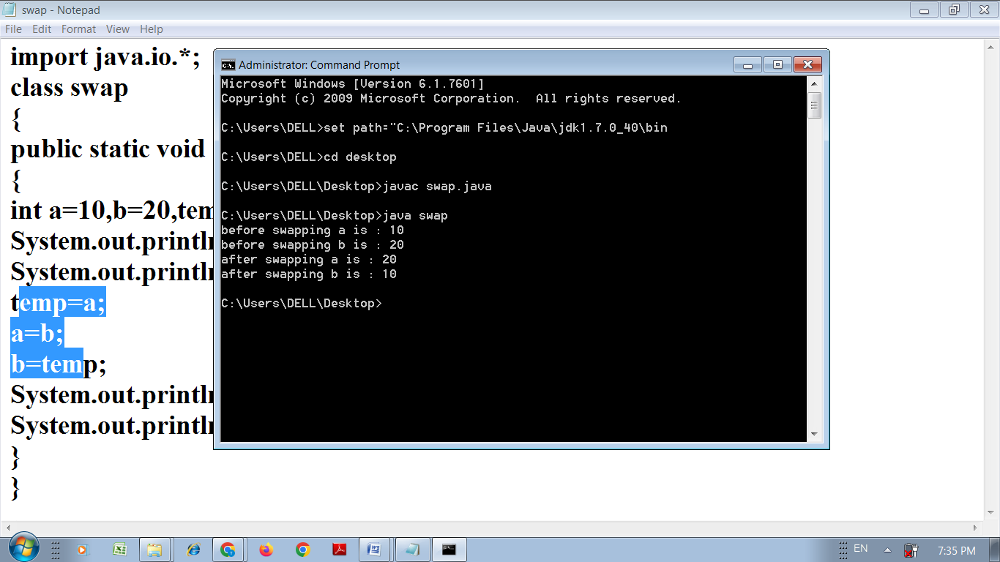 swap - Notepad
File Edit Format View Help
import java.io.*;
class swap
{
public static void
{
int a=10,b=20,tem
System.out.println
System.out.println
temp=a;
a=b;
b=temp;
System.out.println
System.out.println
}
}
Administrator: Command Prompt
Microsoft Windows [Version 6.1.7601]
Copyright (c) 2009 Microsoft Corporation.  All rights reserved.
C:\Users\DELL>set path="C:\Program Files\Java\jdk1.7.0_40\bin
C:\Users\DELL>cd desktop
C:\Users\DELL\Desktop>javac swap.java
C:\Users\DELL\Desktop>java swap
before swapping a is : 10
before swapping b is : 20
after swapping a is : 20
after swapping b is : 10
C:\Users\DELL\Desktop>
EN
7:35 PM